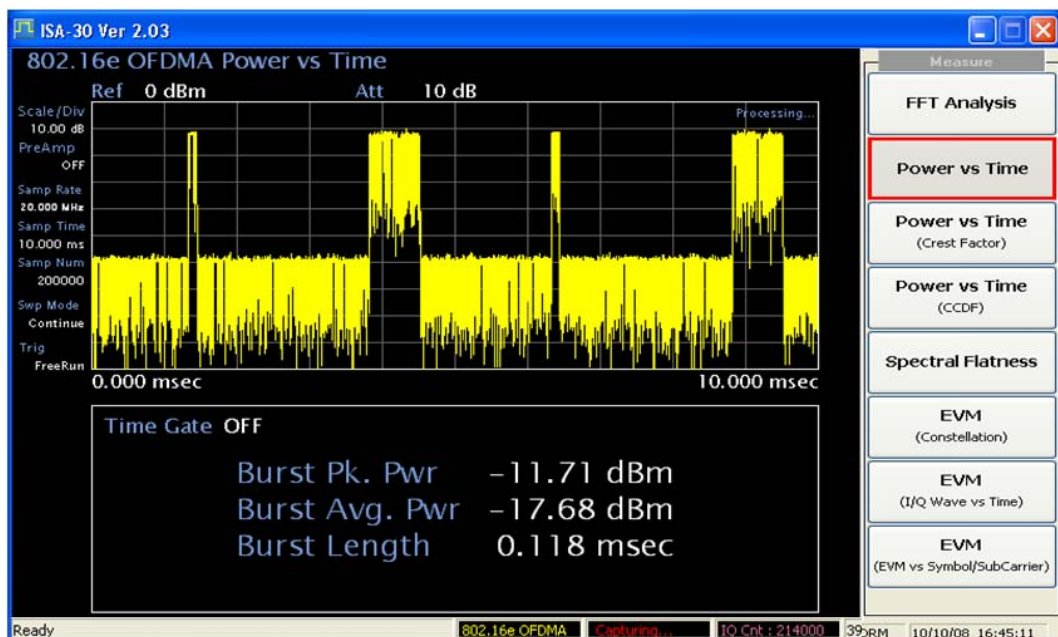 ISA-30 Ver 2.03
802.16e OFDMA Power vs Time
Ref 0 dBm Att 10 dB
Scale/Div
10.00 dB
PreAmp
OFF
Samp Rate
20.000 MHz
Samp Time
10.000 ms
Samp Num
200000
Swp Mode
Continue
Trig
FreeRun
Processing...
0.000 msec 10.000 msec
Time Gate OFF
Burst Pk. Pwr -11.71 dBm
Burst Avg. Pwr -17.68 dBm
Burst Length 0.118 msec
Measure
FFT Analysis
Power vs Time
Power vs Time
(Crest Factor)
Power vs Time
(CCDF)
Spectral Flatness
EVM
(Constellation)
EVM
(I/Q Wave vs Time)
EVM
(EVM vs Symbol/SubCarrier)
Ready 802.16e OFDMA Capturing... IQ Cnt : 214000 39 DRM 10/10/08 16:45:11